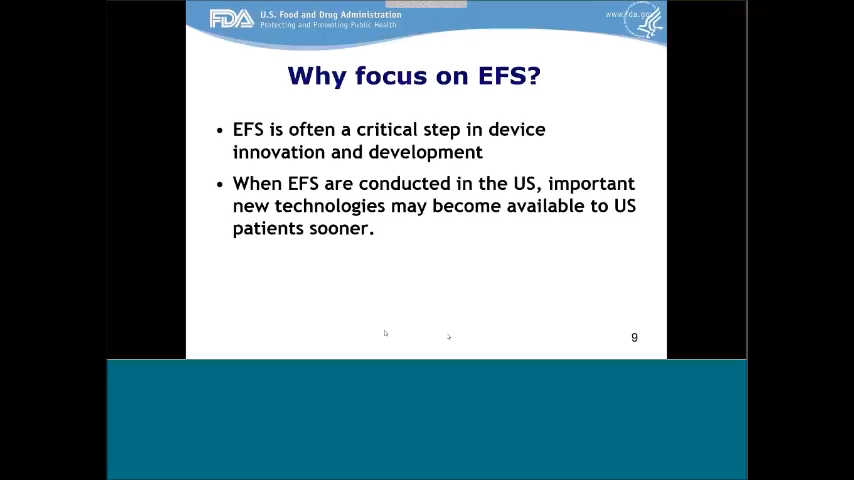 FDA U.S. Food and Drug Administration
Protecting and Promoting Public Health
www.fda.gov
Why focus on EFS?
• EFS is often a critical step in device
innovation and development
• When EFS are conducted in the US, important
new technologies may become available to US
patients sooner.
9